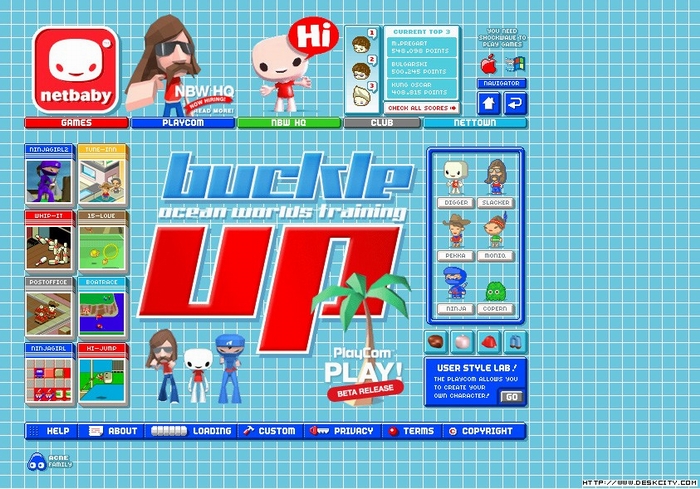 netbaby
NBW HQ
NOW HIRING!
READ MORE!
Hi
1
2
3
CURRENT TOP 3
M.PREGART
548.098 POINTS
BULGARSKI
500.245 POINTS
KUNG OSCAR
408.815 POINTS
CHECK ALL SCORES
YOU NEED
SHOCKWAVE TO
PLAY GAMES
NAVIGATOR
GAMES
PLAYCOM
NBW HQ
CLUB
NETTOWN
NINJAGIRL2
TUNE-INN
WHIP-IT
15-LOVE
POSTOFFICE
BOATRACE
NINJAGIRL
HI-JUMP
buckle
ocean worlds training
up
PlayCom
PLAY!
BETA RELEASE
DIGGER
SLACKER
PEKKA
MONIQ.
NINJA
COPERN
USER STYLE LAB!
THE PLAYCOM ALLOWS YOU
TO CREATE YOUR
OWN CHARACTER!
GO
HELP
ABOUT
LOADING
CUSTOM
PRIVACY
TERMS
© COPYRIGHT
ACNE
FAMILY
HTTP://WWW.DESKCITY.COM